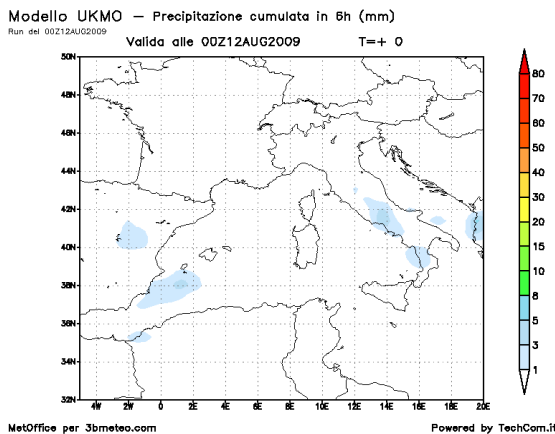 Modello UKMO – Precipitazione cumulata in 6h (mm)
Run del 00Z12AUG2009
Valida alle 00Z12AUG2009 T=+ 0
50N
48N
46N
44N
42N
40N
38N
36N
34N
32N
4W 2W 0 2E 4E 6E 8E 10E 12E 14E 16E 18E 20E
80
70
60
50
40
30
20
15
10
8
5
3
1
MetOffice per 3bmeteo.com Powered by TechCom.it